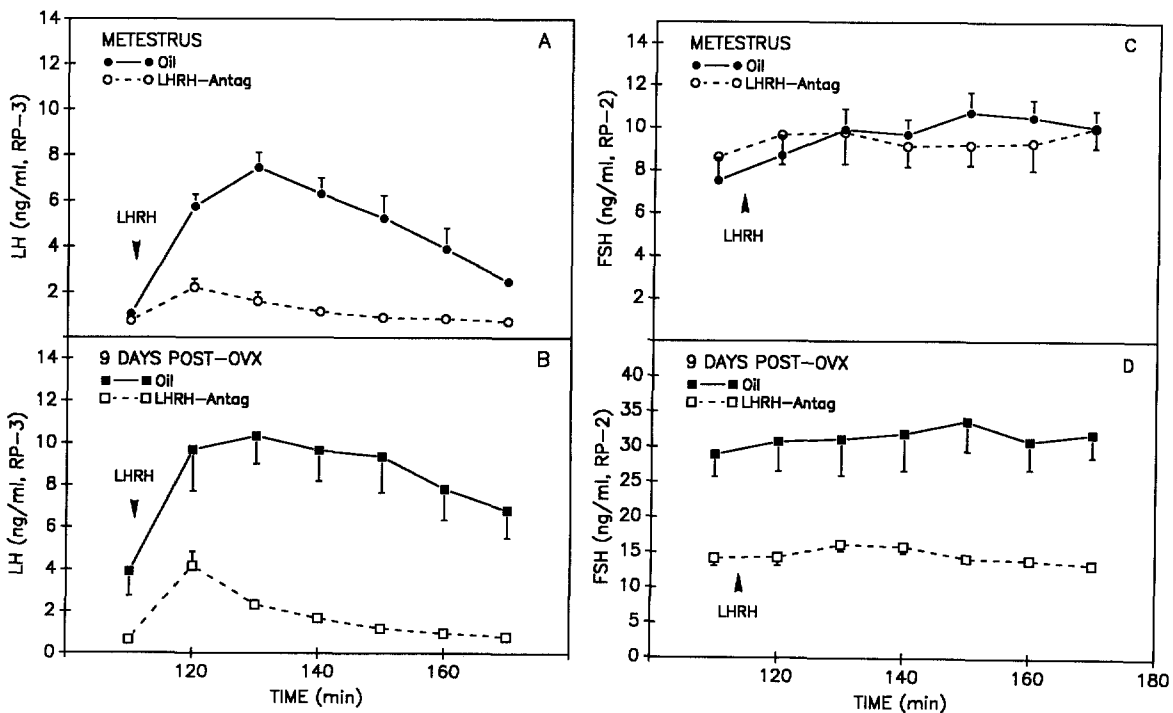 METESTRUS
A
Oil
LHRH-Antag
LH (ng/ml, RP-3)
14
12
10
8
6
4
2
LHRH
9 DAYS POST-OVX
B
Oil
LHRH-Antag
LH (ng/ml, RP-3)
14
12
10
8
6
4
2
0
LHRH
120
140
160
TIME (min)
METESTRUS
C
Oil
LHRH-Antag
FSH (ng/ml, RP-2)
14
12
10
8
6
4
2
LHRH
9 DAYS POST-OVX
D
Oil
LHRH-Antag
FSH (ng/ml, RP-2)
40
35
30
25
20
15
10
5
0
LHRH
120
140
160
180
TIME (min)